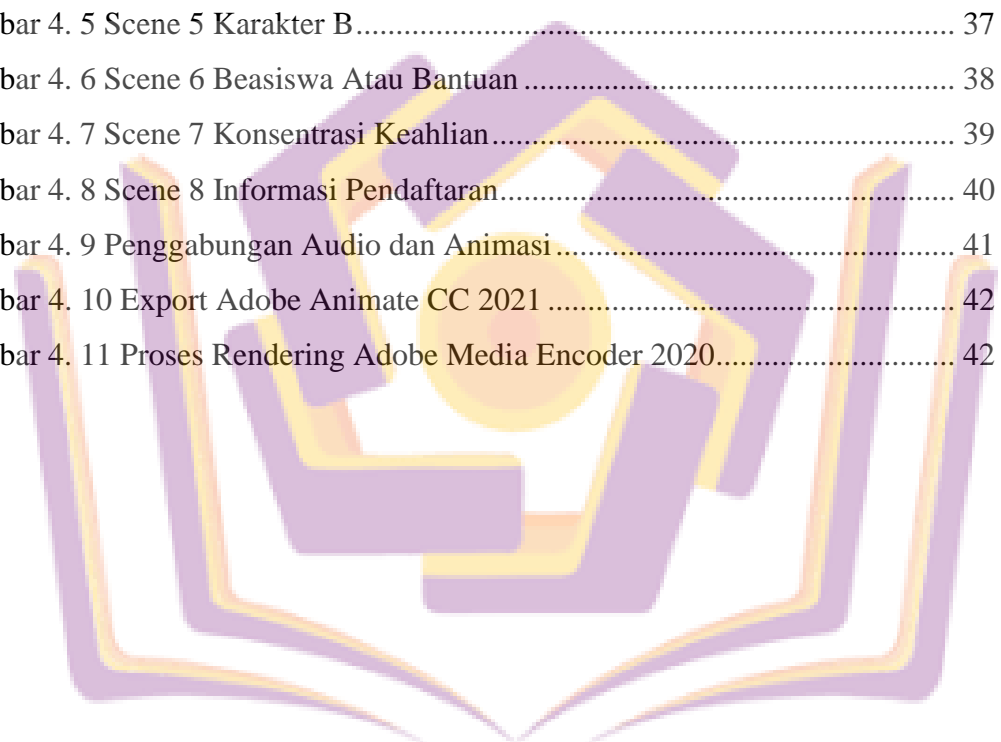 bar 4. 5 Scene 5 Karakter B........................................................................... 37
bar 4. 6 Scene 6 Beasiswa Atau Bantuan ...................................................... 38
bar 4. 7 Scene 7 Konsentrasi Keahlian.......................................................... 39
bar 4. 8 Scene 8 Informasi Pendaftaran......................................................... 40
bar 4. 9 Penggabungan Audio dan Animasi .................................................. 41
bar 4. 10 Export Adobe Animate CC 2021 ................................................... 42
bar 4. 11 Proses Rendering Adobe Media Encoder 2020.............................. 42